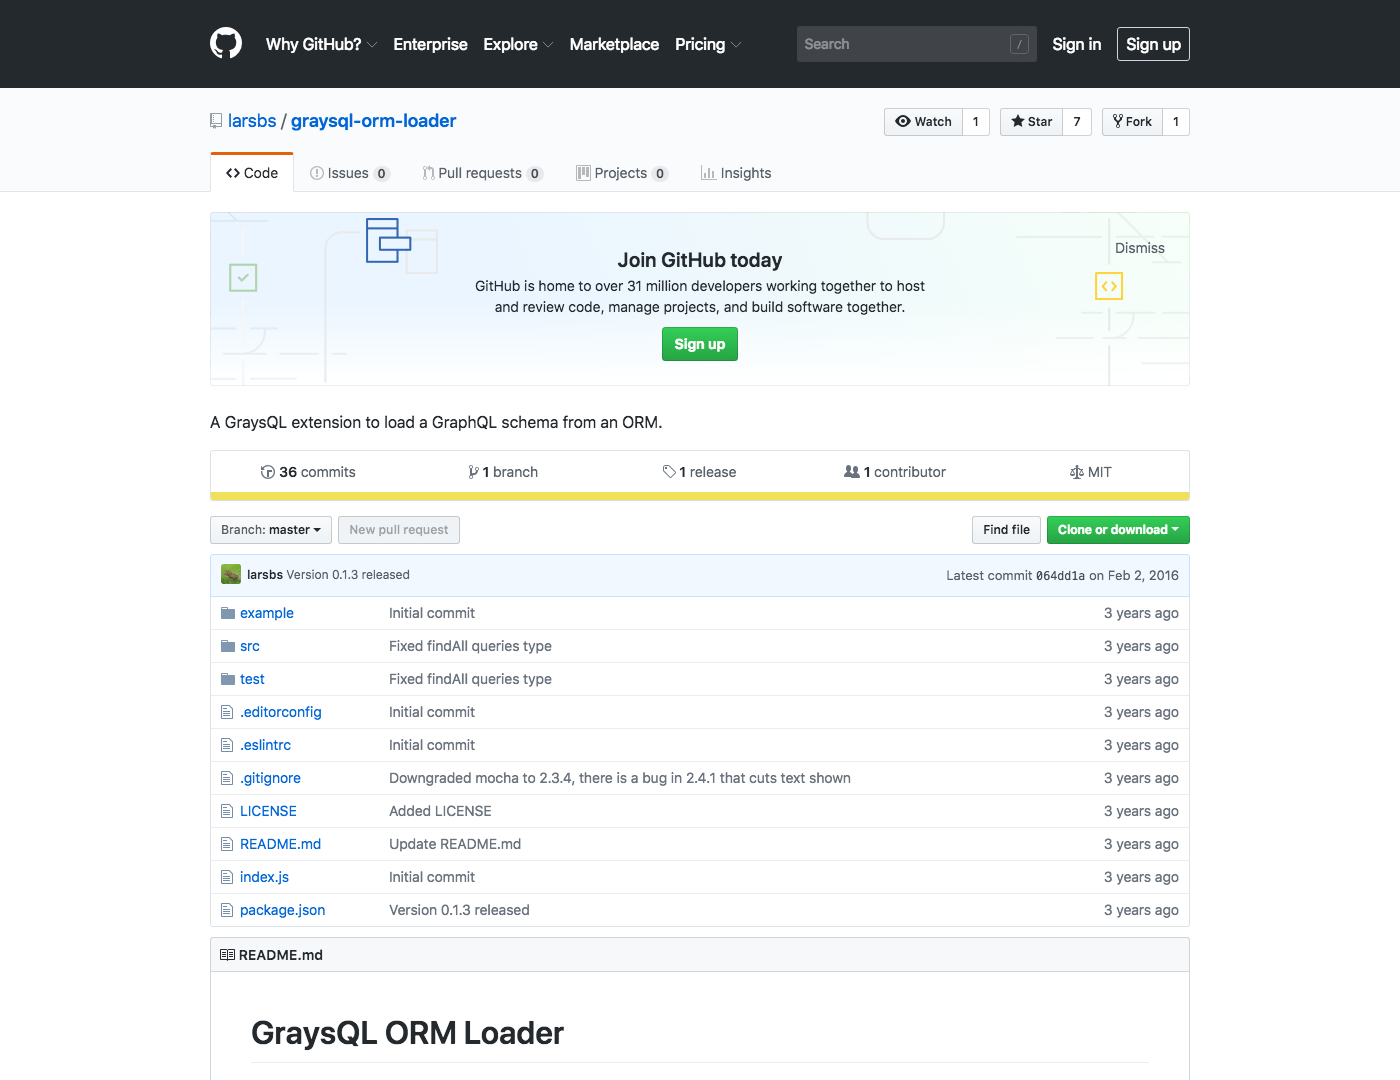 Why GitHub? Enterprise Explore Marketplace Pricing Search / Sign in Sign up
larsbs / graysql-orm-loader Watch 1 Star 7 Fork 1
Code Issues 0 Pull requests 0 Projects 0 Insights
Dismiss
Join GitHub today
GitHub is home to over 31 million developers working together to host
and review code, manage projects, and build software together.
Sign up
A GraysQL extension to load a GraphQL schema from an ORM.
36 commits 1 branch 1 release 1 contributor MIT
Branch: master New pull request Find file Clone or download
larsbs Version 0.1.3 released Latest commit 064dd1a on Feb 2, 2016
example Initial commit 3 years ago
src Fixed findAll queries type 3 years ago
test Fixed findAll queries type 3 years ago
.editorconfig Initial commit 3 years ago
.eslintrc Initial commit 3 years ago
.gitignore Downgraded mocha to 2.3.4, there is a bug in 2.4.1 that cuts text shown 3 years ago
LICENSE Added LICENSE 3 years ago
README.md Update README.md 3 years ago
index.js Initial commit 3 years ago
package.json Version 0.1.3 released 3 years ago
README.md
GraysQL ORM Loader